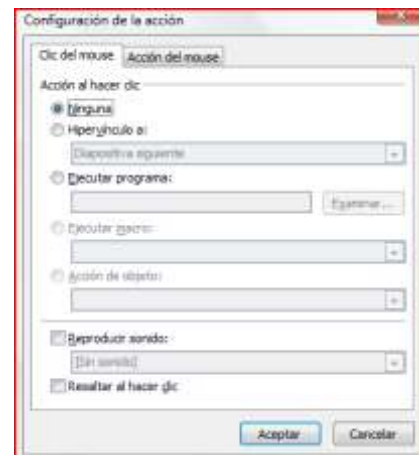 Configuración de la acción
Clic del mouse Acción del mouse
Acción al hacer clic
Ninguna
Hipervínculo a:
Diapositiva siguiente
Ejecutar programa:
Examinar...
Ejecutar macro:
Acción de objeto:
Reproducir sonido:
[Sin sonido]
Resaltar al hacer clic
Aceptar Cancelar